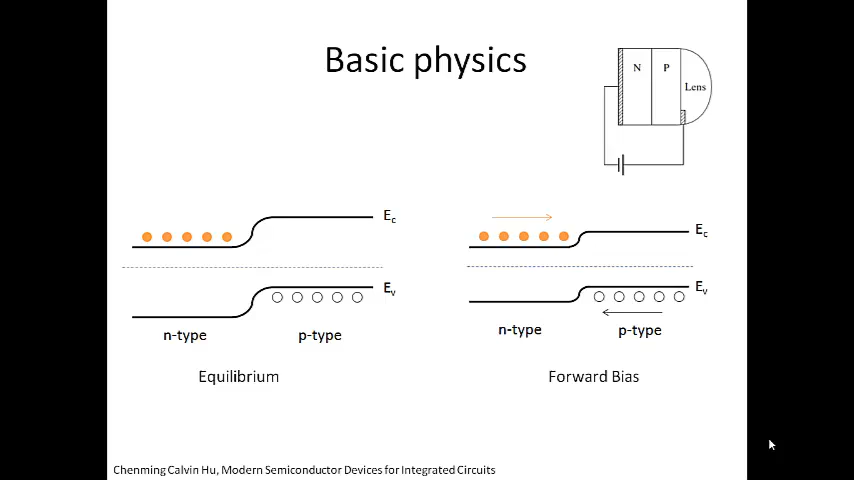 Basic physics
N P
Lens
Ec
Ev
n-type p-type
Equilibrium
Ec
Ev
n-type p-type
Forward Bias
Chenming Calvin Hu, Modern Semiconductor Devices for Integrated Circuits